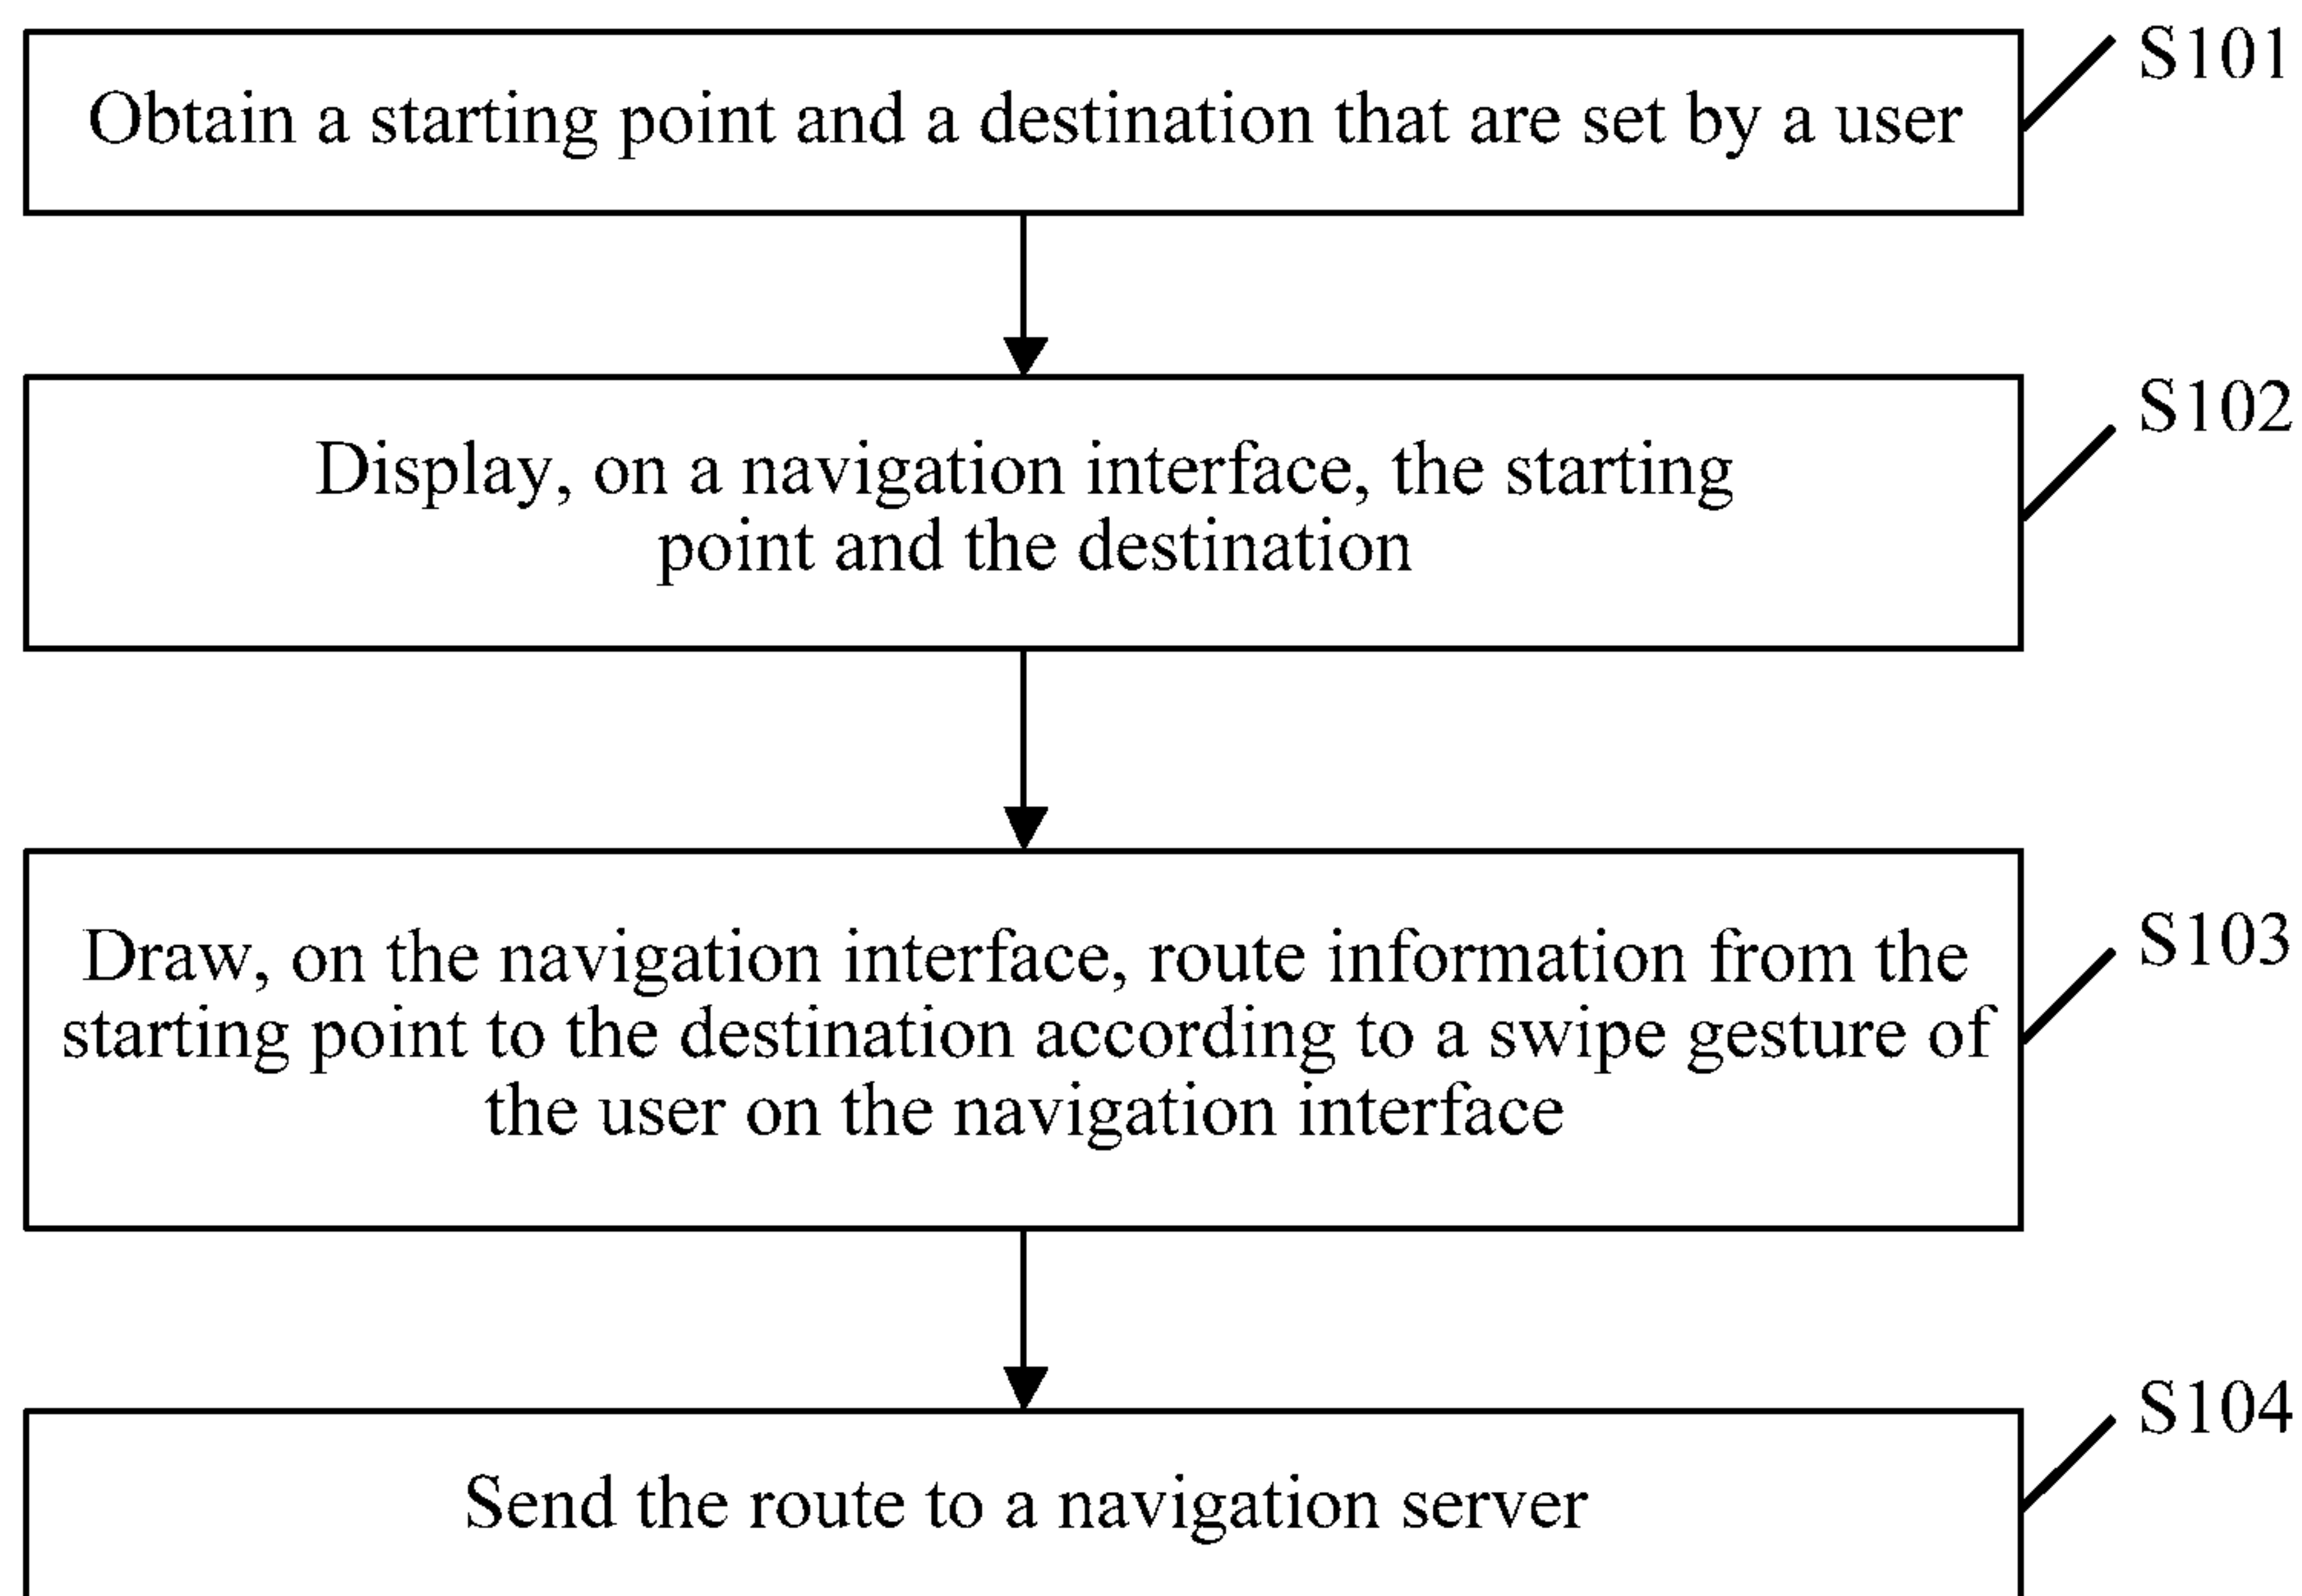 S101
Obtain a starting point and a destination that are set by a user
S102
Display, on a navigation interface, the starting
point and the destination
S103
Draw, on the navigation interface, route information from the
starting point to the destination according to a swipe gesture of
the user on the navigation interface
S104
Send the route to a navigation server